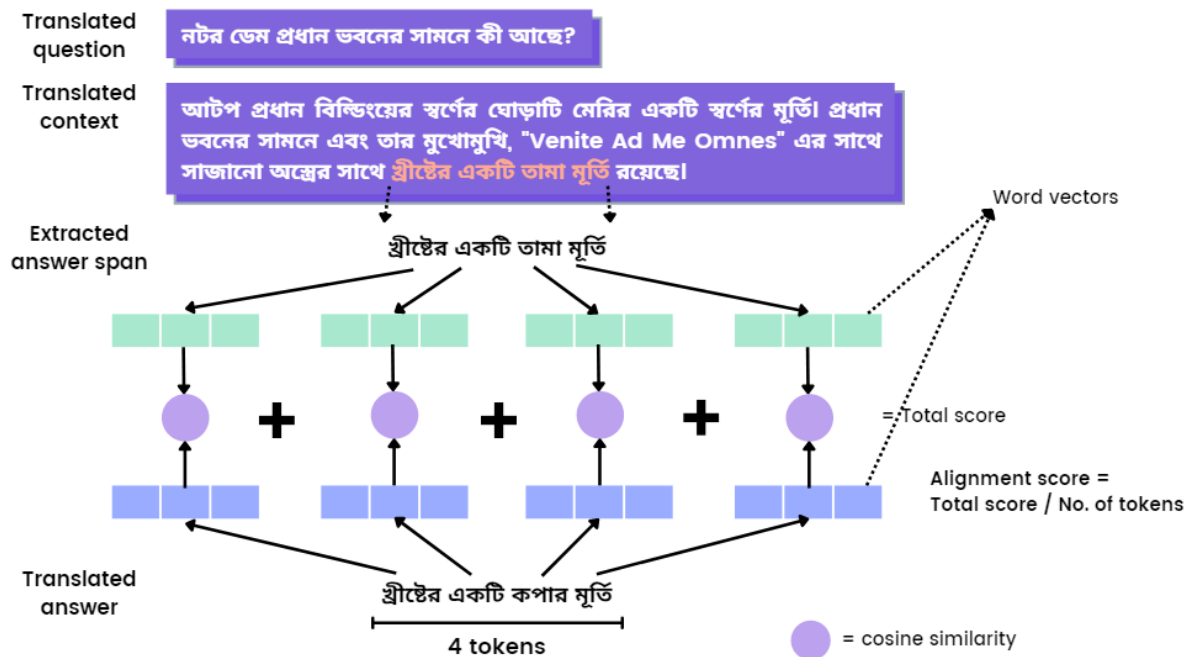 Translated
question
নটর ডেম প্রধান ভবনের সামনে কী আছে?
Translated
context
আটপ প্রধান বিল্ডিংয়ের স্বর্ণের ঘোড়াটি মেরির একটি স্বর্ণের মূর্তি। প্রধান
ভবনের সামনে এবং তার মুখোমুখি, "Venite Ad Me Omnes" এর সাথে
সাজানো অস্ত্রের সাথে খ্রীষ্টের একটি তামা মূর্তি রয়েছে।
Word vectors
Extracted
answer span
খ্রীষ্টের একটি তামা মূর্তি
+ + +
= Total score
Alignment score =
Total score / No. of tokens
Translated
answer
খ্রীষ্টের একটি কপার মূর্তি
4 tokens
= cosine similarity